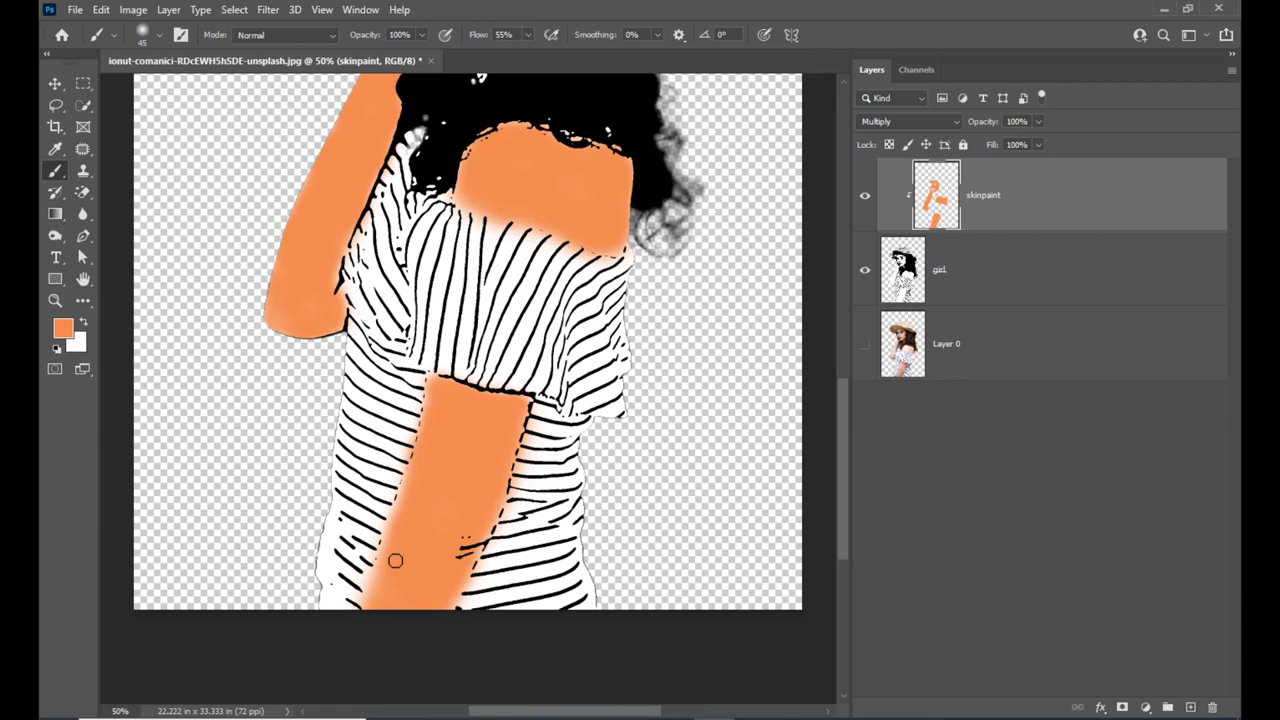 Ps File Edit Image Layer Type Select Filter 3D View Window Help
45 Mode: Normal Opacity: 100% Flow: 55% Smoothing: 0% 0°
ionut-comanici-RDcEWH5hSDE-unsplash.jpg @ 50% (skinpaint, RGB/8) *
Layers Channels
Kind
Multiply Opacity: 100%
Lock: Fill: 100%
skinpaint
girl
Layer 0
50% 22.222 in x 33.333 in (72 ppi)